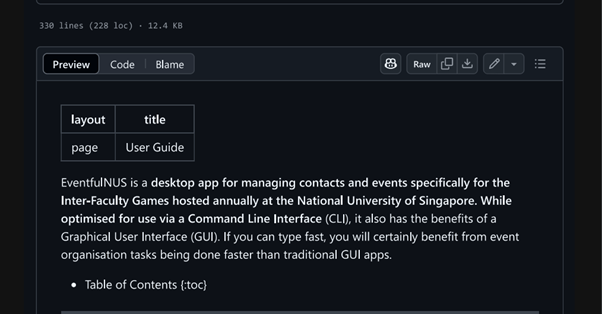 330 lines (228 loc) · 12.4 KB
Preview Code Blame Raw
layout title
page User Guide
EventfulNUS is a desktop app for managing contacts and events specifically for the
Inter-Faculty Games hosted annually at the National University of Singapore. While
optimised for use via a Command Line Interface (CLI), it also has the benefits of a
Graphical User Interface (GUI). If you can type fast, you will certainly benefit from event
organisation tasks being done faster than traditional GUI apps.
• Table of Contents {:toc}